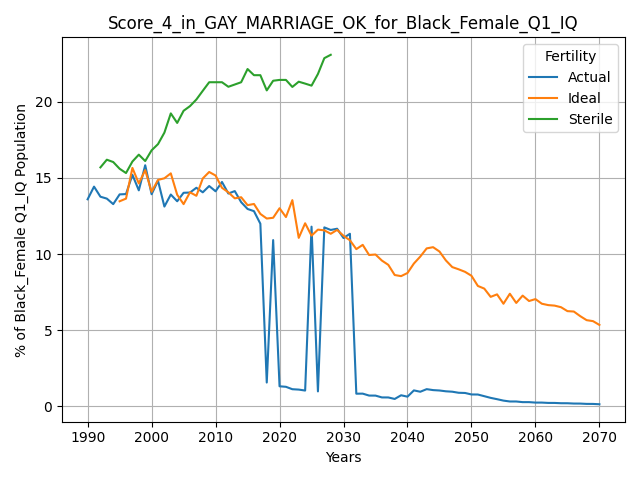 Score_4_in_GAY_MARRIAGE_OK_for_Black_Female_Q1_IQ
Fertility
Actual
Ideal
Sterile
% of Black_Female Q1_IQ Population
20
15
10
5
0
1990 2000 2010 2020 2030 2040 2050 2060 2070
Years